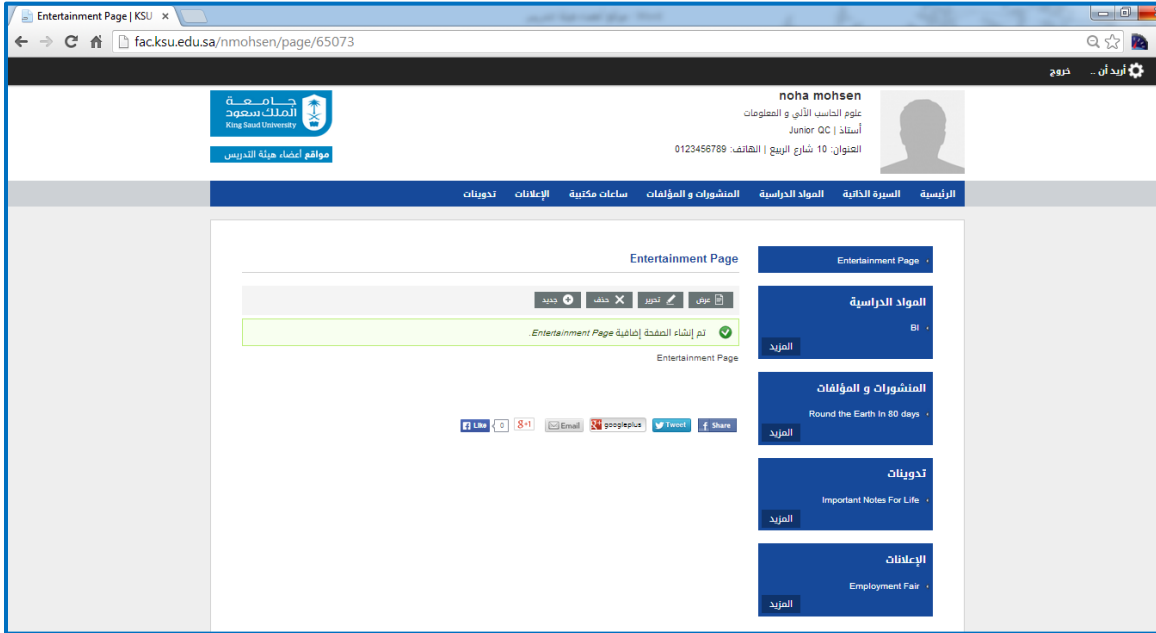 Entertainment Page | KSU
fac.ksu.edu.sa/nmohsen/page/65073
أريد أن .. خروج
جـامـعـة
الملك سعود
King Saud University
مواقع أعضاء هيئة التدريس
noha mohsen
علوم الحاسب الآلي و المعلومات
أستاذ | Junior QC
العنوان: 10 شارع الربيع | الهاتف: 0123456789
الرئيسية السيرة الذاتية المواد الدراسية المنشورات و المؤلفات ساعات مكتبية الإعلانات تدوينات
Entertainment Page
المواد الدراسية
BI
المزيد
المنشورات و المؤلفات
Round the Earth In 80 days
المزيد
تدوينات
Important Notes For Life
المزيد
الإعلانات
Employment Fair
المزيد
Entertainment Page
عرض تحرير حذف جديد
تم إنشاء الصفحة إضافية Entertainment Page.
Entertainment Page
Share Tweet googleplus Email +1 0 Like